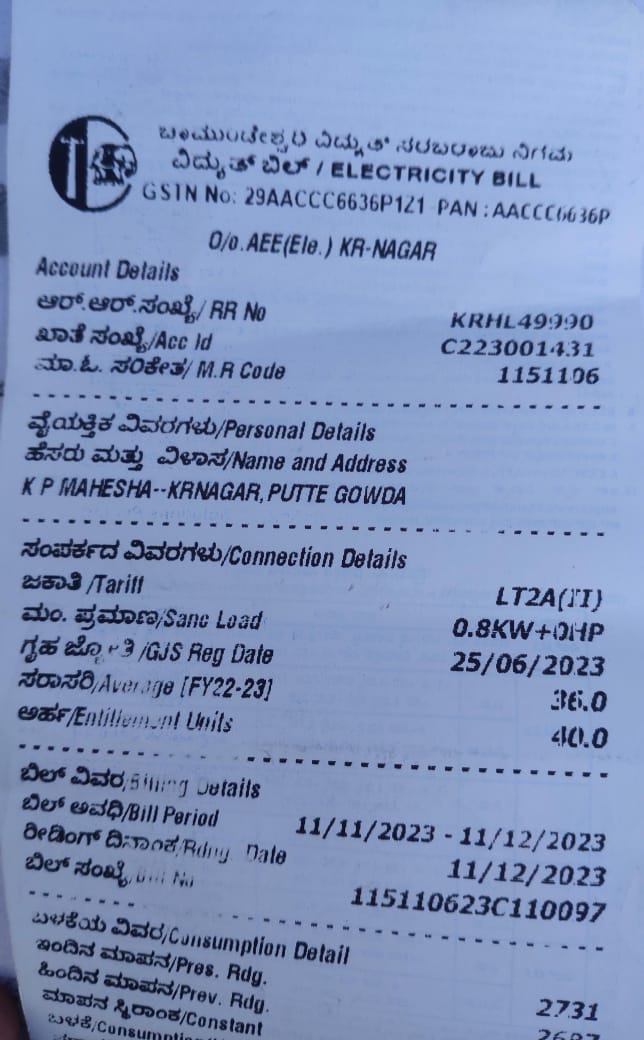 ಚಾಮುಂಡೇಶ್ವರಿ ವಿದ್ಯುತ್ ಸರಬರಾಜು ನಿಗಮ
ವಿದ್ಯುತ್ ಬಿಲ್ / ELECTRICITY BILL
GSTN No: 29AACCC6636P1Z1 PAN : AACCC6636P
O/o.AEE(Ele.) KR-NAGAR
Account Details
ಆರ್.ಆರ್.ಸಂಖ್ಯೆ/ RR No KRHL49990
ಖಾತೆ ಸಂಖ್ಯೆ/Acc Id C223001431
ಮಾ.ಓ. ಸಂಕೇತ/ M.R Code 1151106
ವೈಯಕ್ತಿಕ ವಿವರಗಳು/Personal Details
ಹೆಸರು ಮತ್ತು ವಿಳಾಸ/Name and Address
K P MAHESHA--KRNAGAR, PUTTE GOWDA
ಸಂಪರ್ಕದ ವಿವರಗಳು/Connection Details
ಜಕಾತಿ /Tariff LT2A(II)
ಮಂ. ಪ್ರಮಾಣ/Sanc Load 0.8KW+0HP
ಗೃಹ ಜ್ಯೋತಿ /GJS Reg Date 25/06/2023
ಸರಾಸರಿ/Average [FY22-23] 36.0
ಅರ್ಹ/Entitlement Units 40.0
ಬಿಲ್ ವಿವರ/Billing Details
ಬಿಲ್ ಅವಧಿ/Bill Period 11/11/2023 - 11/12/2023
ರೀಡಿಂಗ್ ದಿನಾಂಕ/Rdng. Date 11/12/2023
ಬಿಲ್ ಸಂಖ್ಯೆ/Bill No 115110623C110097
ಬಳಕೆಯ ವಿವರ/Consumption Detail
ಇಂದಿನ ಮಾಪನ/Pres. Rdg. 2731
ಹಿಂದಿನ ಮಾಪನ/Prev. Rdg.
ಮಾಪನ ಸ್ಥಿರಾಂಕ/Constant